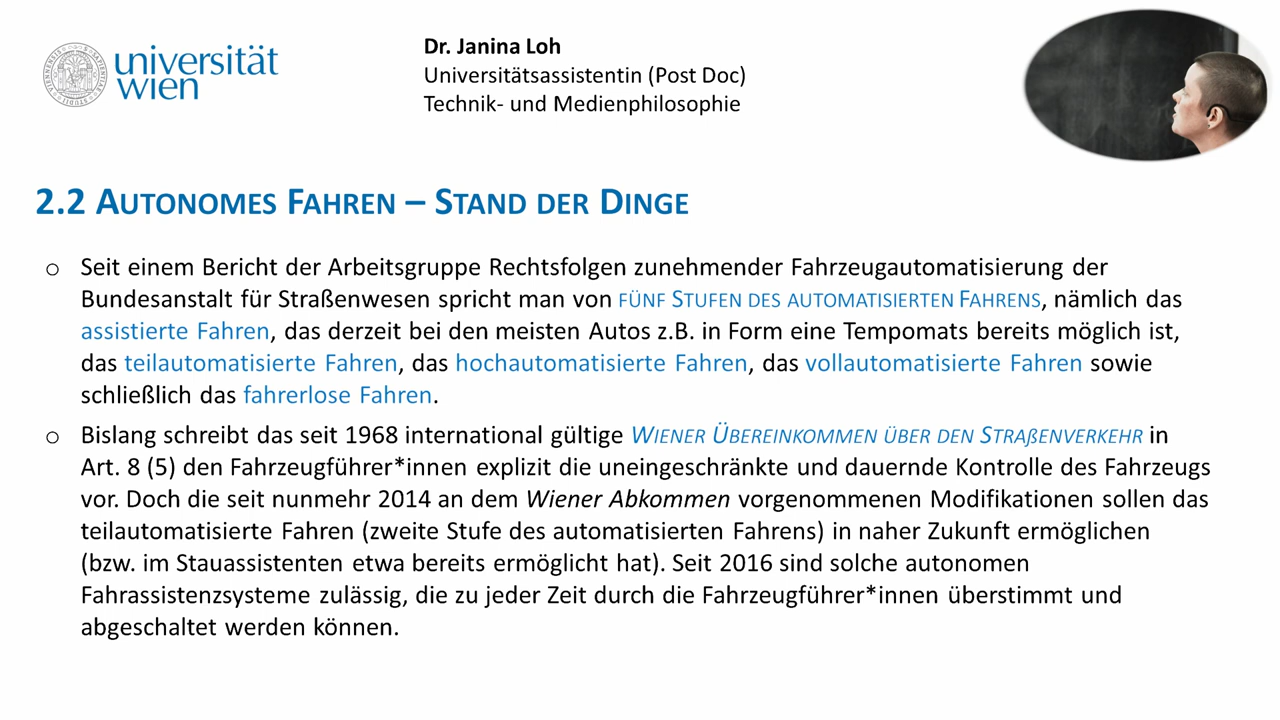 universität
wien
Dr. Janina Loh
Universitätsassistentin (Post Doc)
Technik- und Medienphilosophie
2.2 AUTONOMES FAHREN – STAND DER DINGE
o Seit einem Bericht der Arbeitsgruppe Rechtsfolgen zunehmender Fahrzeugautomatisierung der
Bundesanstalt für Straßenwesen spricht man von FÜNF STUFEN DES AUTOMATISIERTEN FAHRENS, nämlich das
assistierte Fahren, das derzeit bei den meisten Autos z.B. in Form eine Tempomats bereits möglich ist,
das teilautomatisierte Fahren, das hochautomatisierte Fahren, das vollautomatisierte Fahren sowie
schließlich das fahrerlose Fahren.
o Bislang schreibt das seit 1968 international gültige WIENER ÜBEREINKOMMEN ÜBER DEN STRAßENVERKEHR in
Art. 8 (5) den Fahrzeugführer*innen explizit die uneingeschränkte und dauernde Kontrolle des Fahrzeugs
vor. Doch die seit nunmehr 2014 an dem Wiener Abkommen vorgenommenen Modifikationen sollen das
teilautomatisierte Fahren (zweite Stufe des automatisierten Fahrens) in naher Zukunft ermöglichen
(bzw. im Stauassistenten etwa bereits ermöglicht hat). Seit 2016 sind solche autonomen
Fahrassistenzsysteme zulässig, die zu jeder Zeit durch die Fahrzeugführer*innen überstimmt und
abgeschaltet werden können.